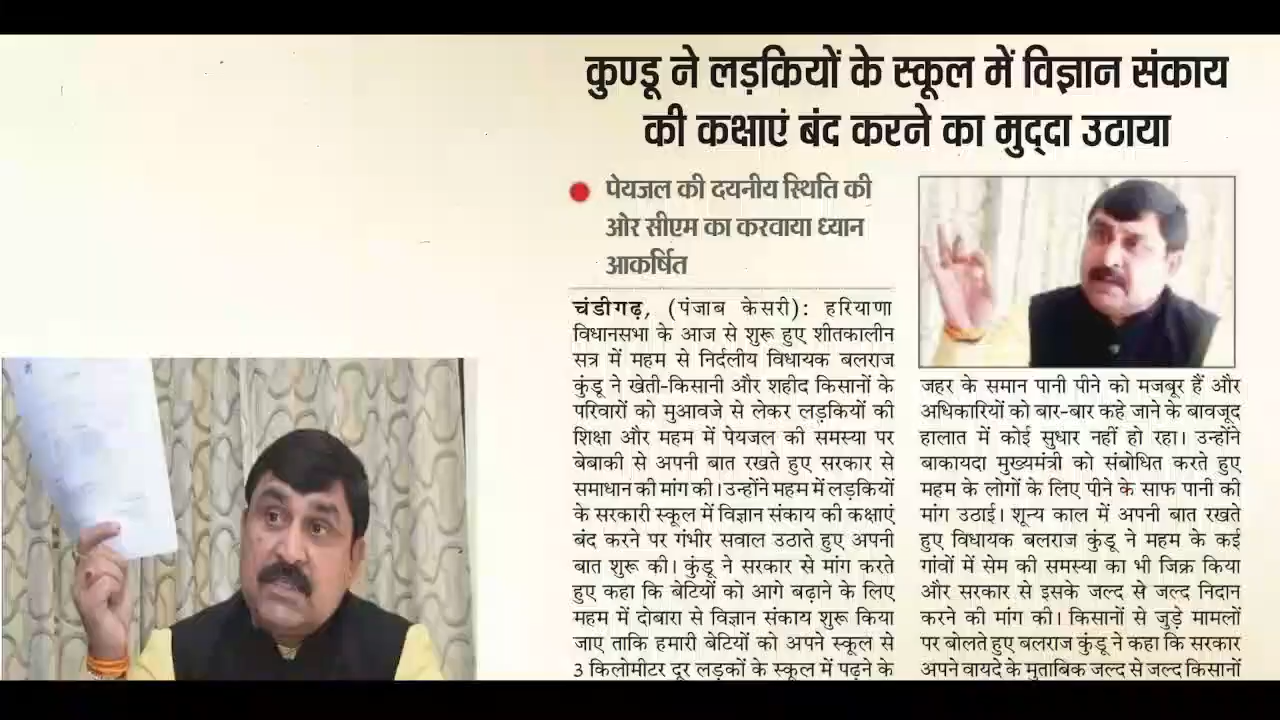 कुण्डू ने लड़कियों के स्कूल में विज्ञान संकाय
की कक्षाएं बंद करने का मुद्दा उठाया
पेयजल की दयनीय स्थिति की
ओर सीएम का करवाया ध्यान
आकर्षित
चंडीगढ़, (पंजाब केसरी): हरियाणा
विधानसभा के आज से शुरू हुए शीतकालीन
सत्र में महम से निर्दलीय विधायक बलराज
कुंडू ने खेती-किसानी और शहीद किसानों के
परिवारों को मुआवजे से लेकर लड़कियों की
शिक्षा और महम में पेयजल की समस्या पर
बेबाकी से अपनी बात रखते हुए सरकार से
समाधान की मांग की। उन्होंने महम में लड़कियों
के सरकारी स्कूल में विज्ञान संकाय की कक्षाएं
बंद करने पर गंभीर सवाल उठाते हुए अपनी
बात शुरू की। कुंडू ने सरकार से मांग करते
हुए कहा कि बेटियों को आगे बढ़ाने के लिए
महम में दोबारा से विज्ञान संकाय शुरू किया
जाए ताकि हमारी बेटियों को अपने स्कूल से
3 किलोमीटर दूर लड़कों के स्कूल में पढ़ने के
जहर के समान पानी पीने को मजबूर हैं और
अधिकारियों को बार-बार कहे जाने के बावजूद
हालात में कोई सुधार नहीं हो रहा। उन्होंने
बाकायदा मुख्यमंत्री को संबोधित करते हुए
महम के लोगों के लिए पीने के साफ पानी की
मांग उठाई। शून्य काल में अपनी बात रखते
हुए विधायक बलराज कुंडू ने महम के कई
गांवों में सेम की समस्या का भी जिक्र किया
और सरकार से इसके जल्द से जल्द निदान
करने की मांग की। किसानों से जुड़े मामलों
पर बोलते हुए बलराज कुंडू ने कहा कि सरकार
अपने वायदे के मुताबिक जल्द से जल्द किसानों